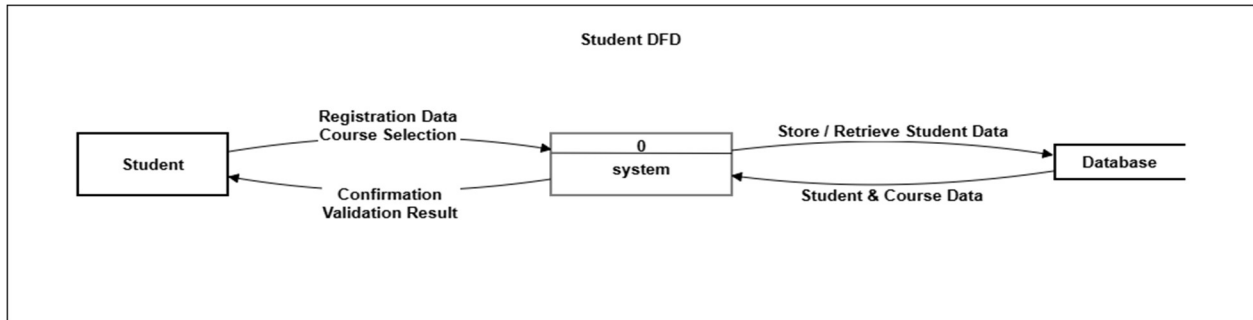 Student DFD
Registration Data
Course Selection
Student
Confirmation
Validation Result
0
system
Store / Retrieve Student Data
Student & Course Data
Database